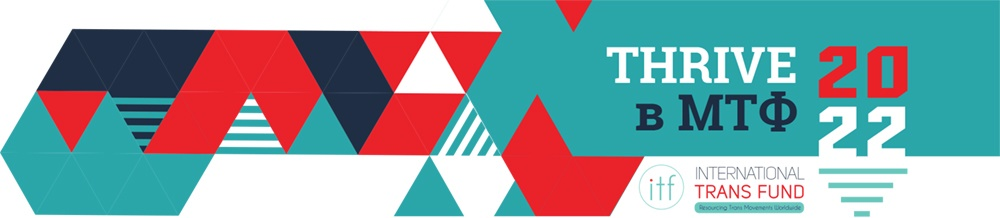 THRIVE
в МТФ
20
22
itf
INTERNATIONAL
TRANS FUND
Resourcing Trans Movements Worldwide